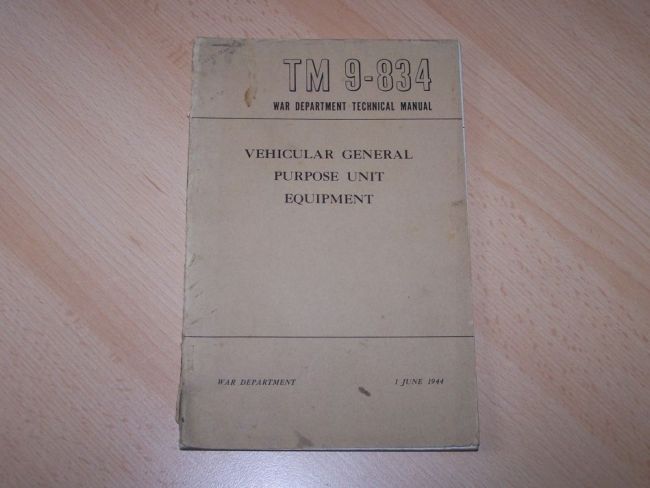 TM 9-834
WAR DEPARTMENT TECHNICAL MANUAL
VEHICULAR GENERAL
PURPOSE UNIT
EQUIPMENT
WAR DEPARTMENT 1 JUNE 1944